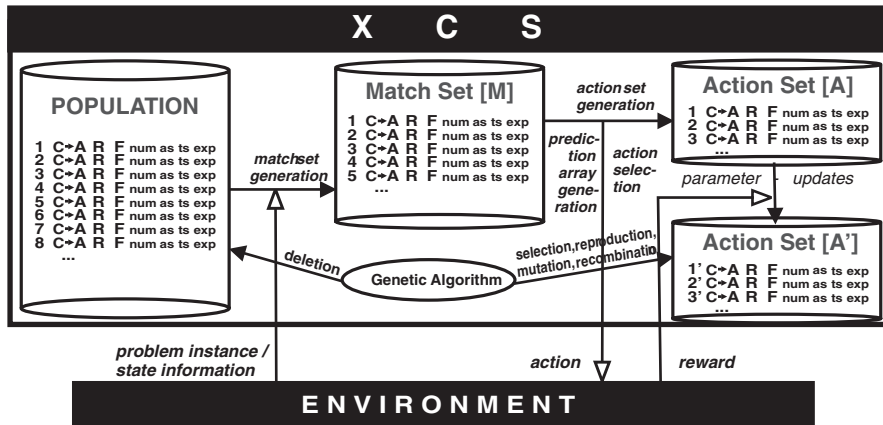 X C S
POPULATION
1 C→A R F num as ts exp
2 C→A R F num as ts exp
3 C→A R F num as ts exp
4 C→A R F num as ts exp
5 C→A R F num as ts exp
6 C→A R F num as ts exp
7 C→A R F num as ts exp
8 C→A R F num as ts exp
...
matchset
generation
Match Set [M]
1 C→A R F num as ts exp
2 C→A R F num as ts exp
3 C→A R F num as ts exp
4 C→A R F num as ts exp
5 C→A R F num as ts exp
...
action set
generation
predic-
tion
array
gene-
ration
action
selec-
tion
Action Set [A]
1 C→A R F num as ts exp
2 C→A R F num as ts exp
3 C→A R F num as ts exp
...
parameter - updates
Action Set [A']
1' C→A R F num as ts exp
2' C→A R F num as ts exp
3' C→A R F num as ts exp
...
deletion
Genetic Algorithm
selection, reproduction,
mutation, recombination
problem instance /
state information
action
reward
ENVIRONMENT